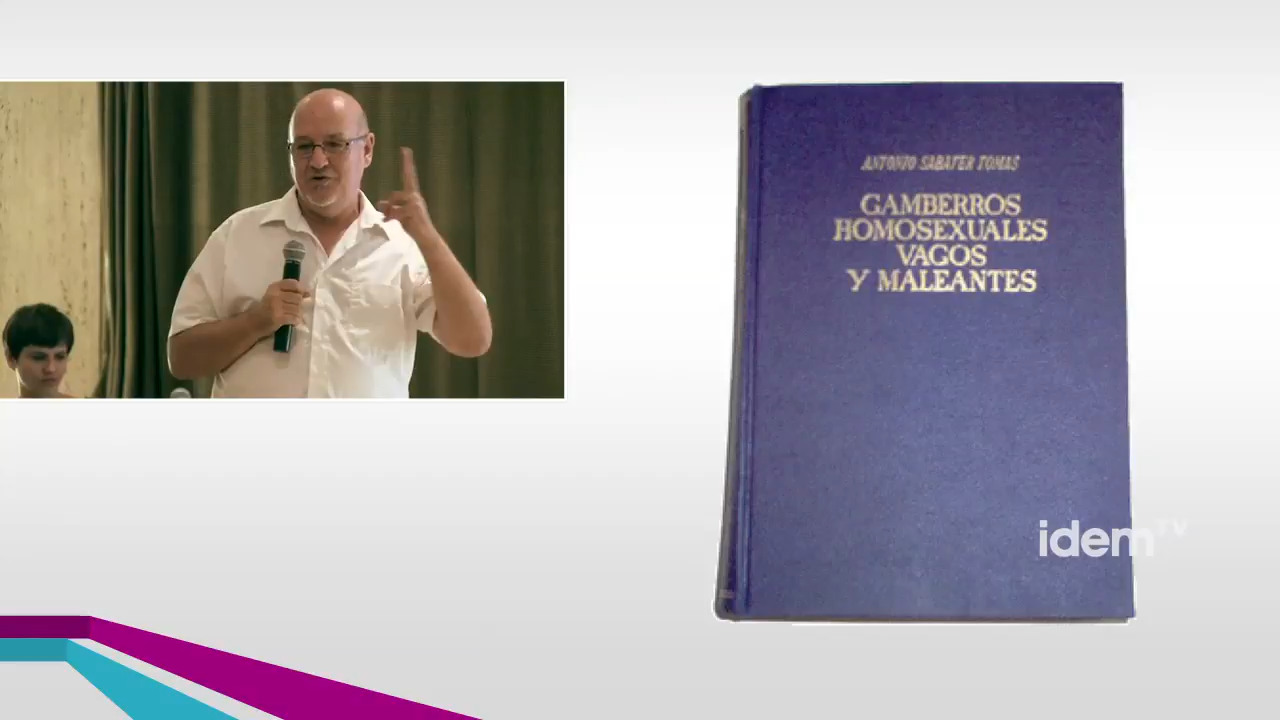 ANTONIO SABATER TOMAS
GAMBERROS
HOMOSEXUALES
VAGOS
Y MALEANTES
idem TV